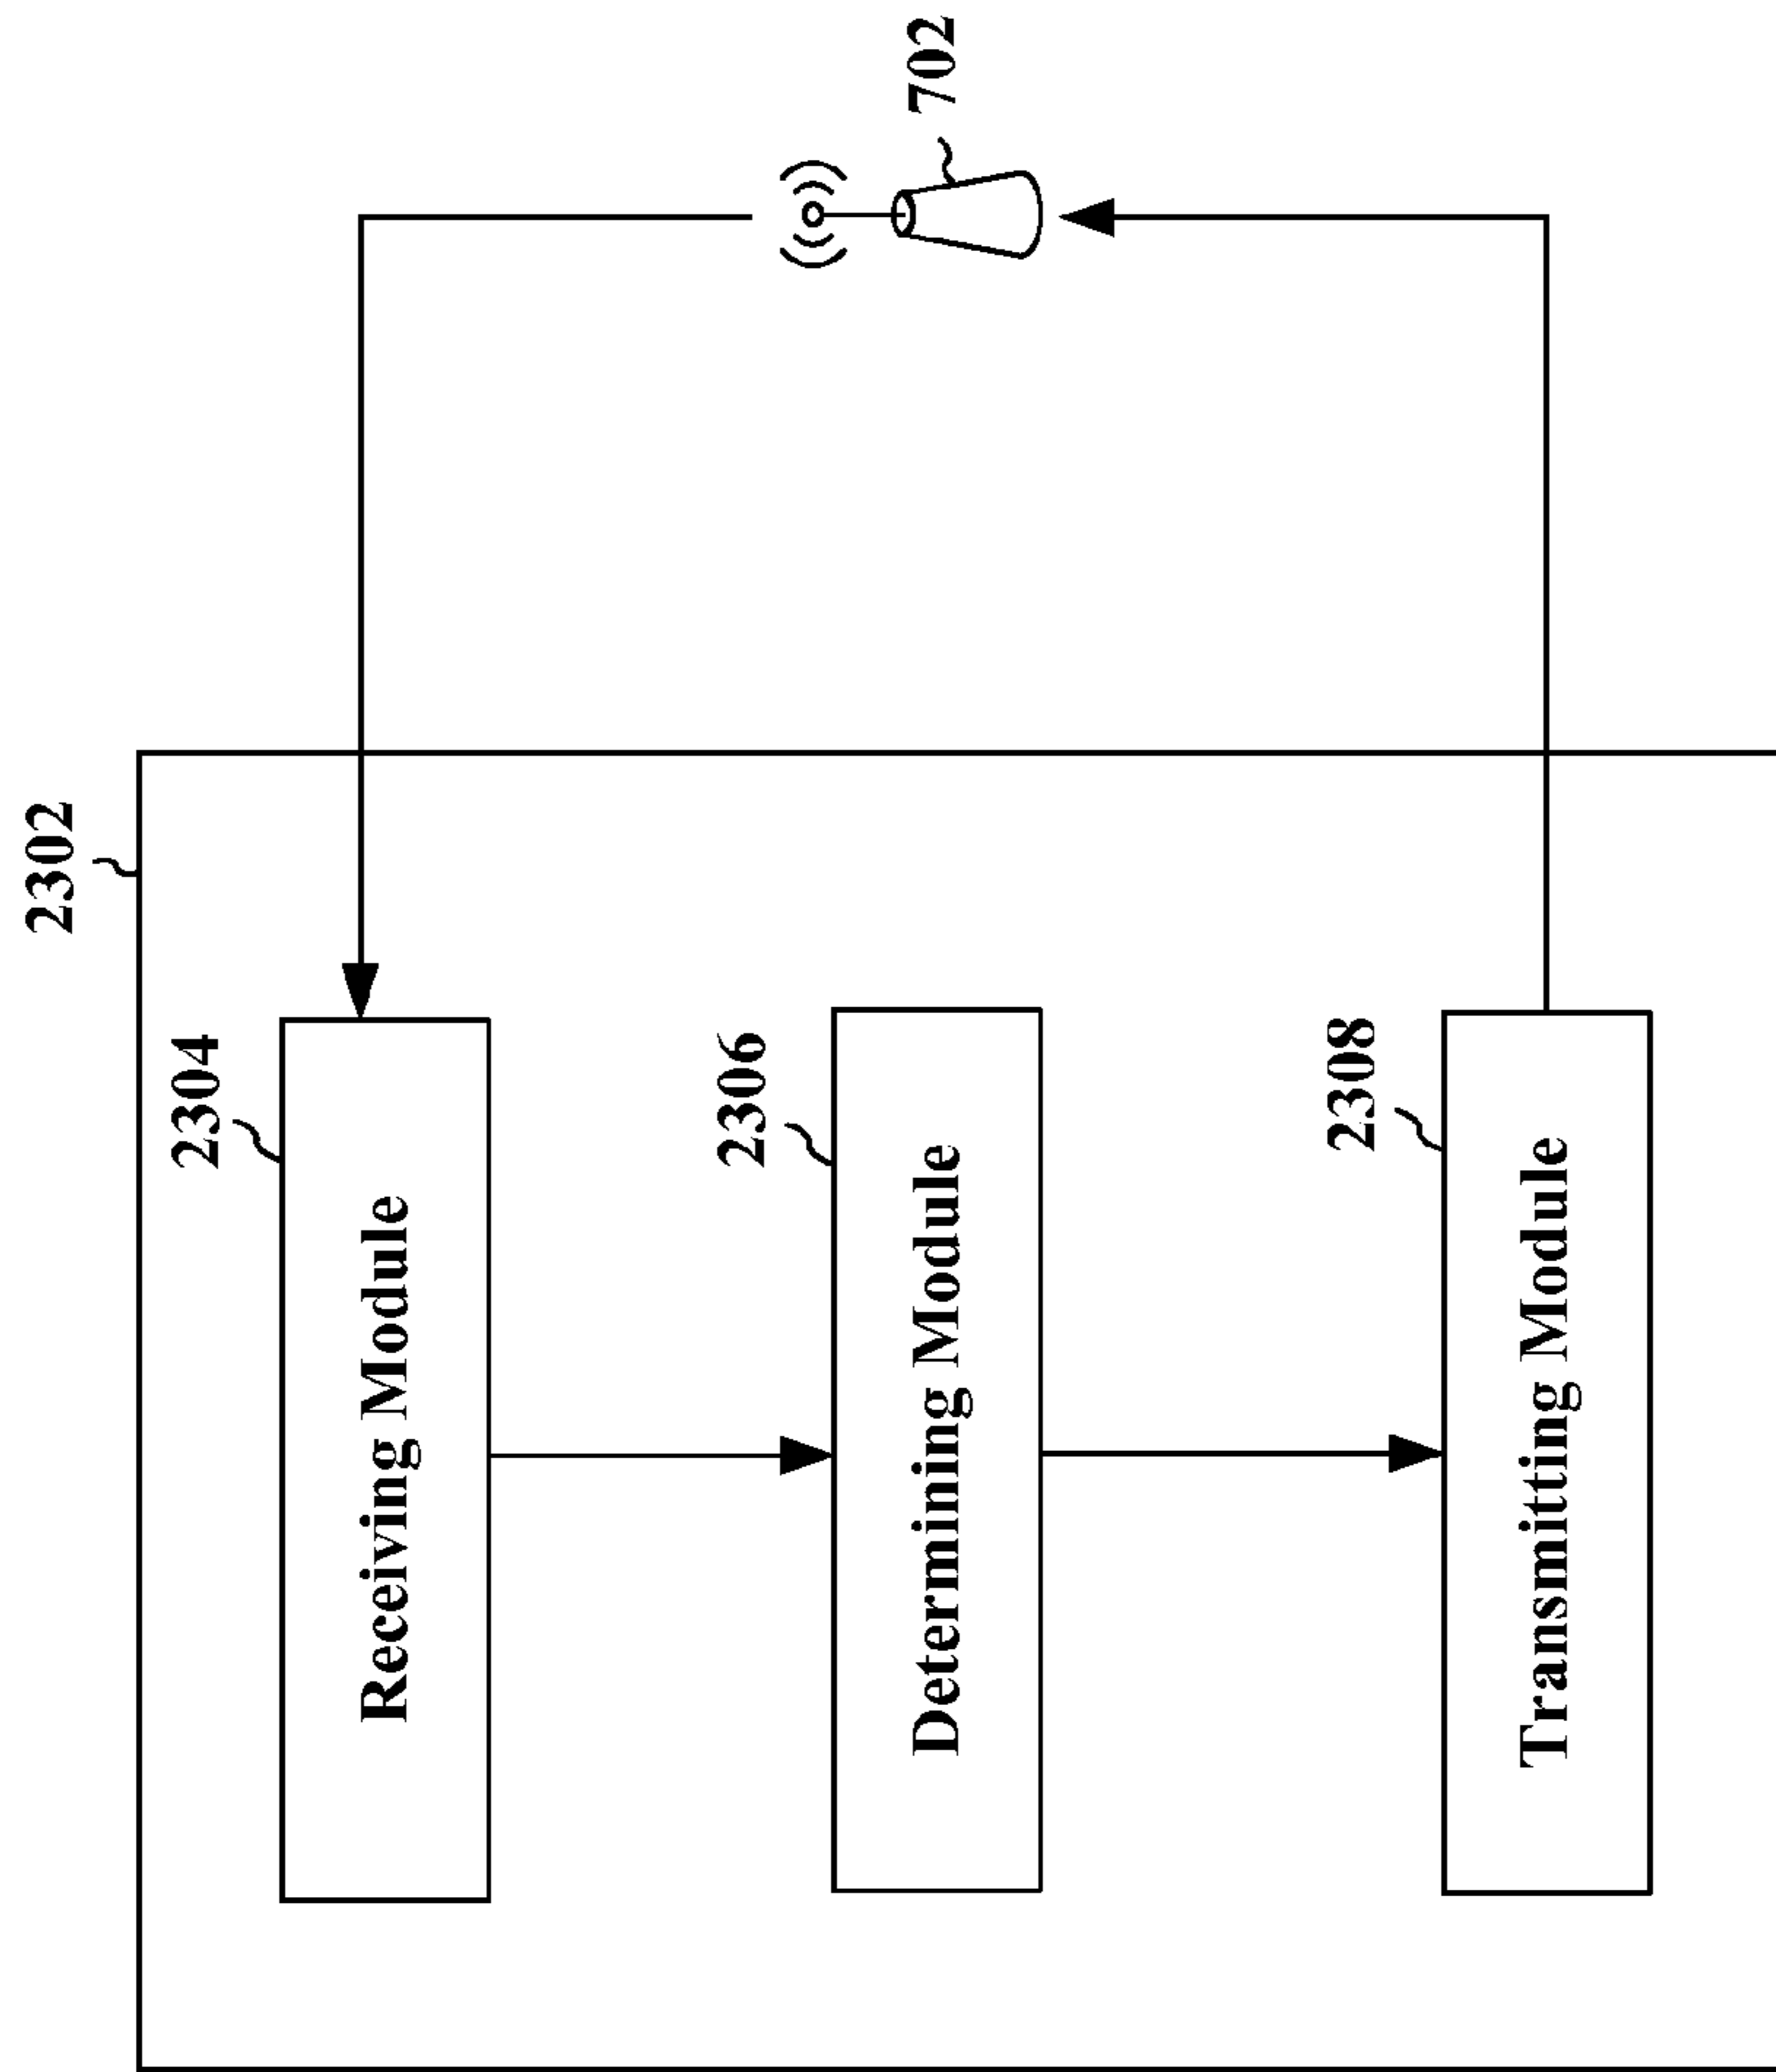 702
2302
2304
Receiving Module
2306
Determining Module
2308
Transmitting Module